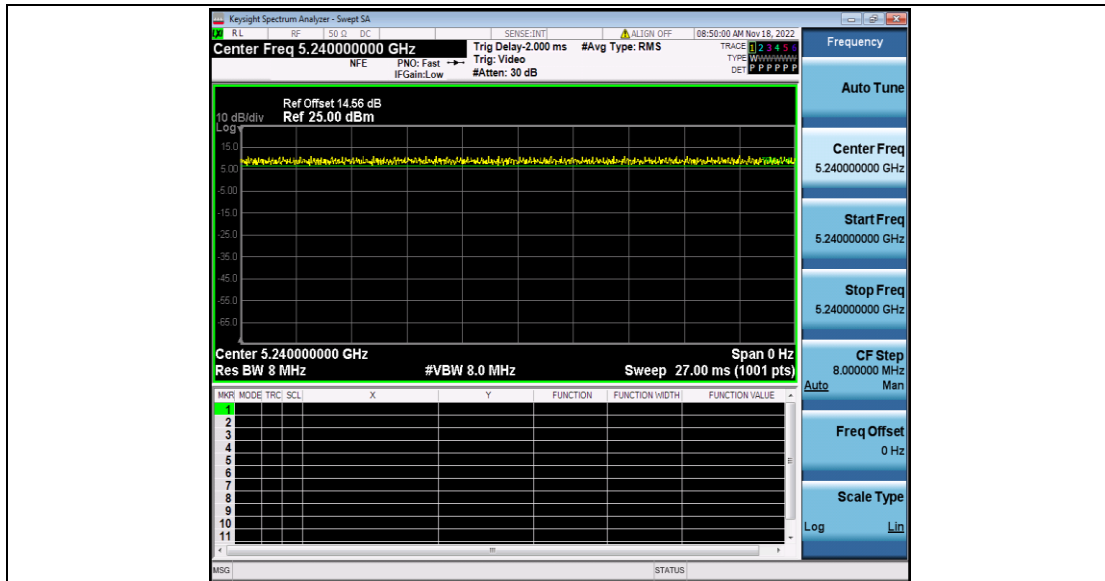 Keysight Spectrum Analyzer - Swept SA
RL RF 50 Ω DC SENSE:INT ALIGN OFF 08:50:00 AM Nov 18, 2022
Center Freq 5.240000000 GHz
NFE PNO: Fast IFGain:Low
Trig Delay-2.000 ms #Avg Type: RMS
Trig: Video
#Atten: 30 dB
TRACE 1 2 3 4 5 6
TYPE WWWWWW
DET P P P P P P
Ref Offset 14.56 dB
10 dB/div Ref 25.00 dBm
Log
15.0
5.00
-5.00
-15.0
-25.0
-35.0
-45.0
-55.0
-65.0
Center 5.240000000 GHz Span 0 Hz
Res BW 8 MHz #VBW 8.0 MHz Sweep 27.00 ms (1001 pts)
MKR MODE TRC SCL X Y FUNCTION FUNCTION WIDTH FUNCTION VALUE
1
2
3
4
5
6
7
8
9
10
11
MSG STATUS
Frequency
Auto Tune
Center Freq
5.240000000 GHz
Start Freq
5.240000000 GHz
Stop Freq
5.240000000 GHz
CF Step
8.000000 MHz
Auto Man
Freq Offset
0 Hz
Scale Type
Log Lin